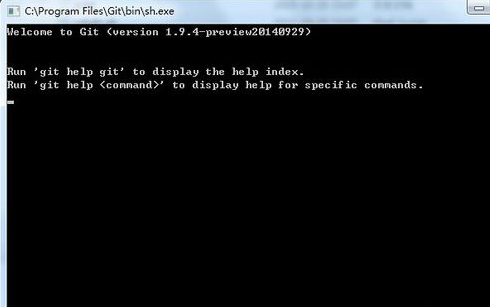 C:\Program Files\Git\bin\sh.exe
Welcome to Git (version 1.9.4-preview20140929)
Run 'git help git' to display the help index.
Run 'git help <command>' to display help for specific commands.